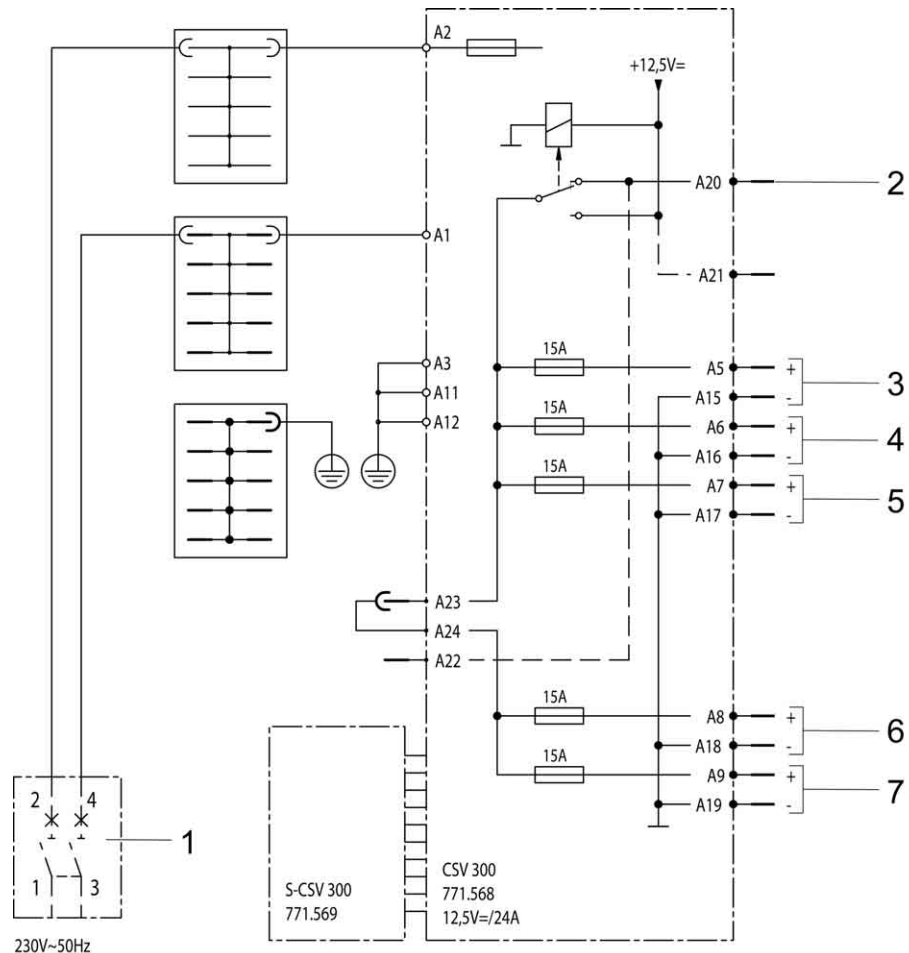 A2
+12,5V=
A20
2
A1
A21
15A
A3
A5
+
3
A11
A15
-
15A
A12
A6
+
4
A16
-
15A
A7
+
5
A17
-
A23
A24
A22
15A
A8
+
6
A18
-
15A
A9
+
7
A19
-
2
4
1
1
3
S-CSV 300
771.569
CSV 300
771.568
12,5V=/24A
230V~50Hz